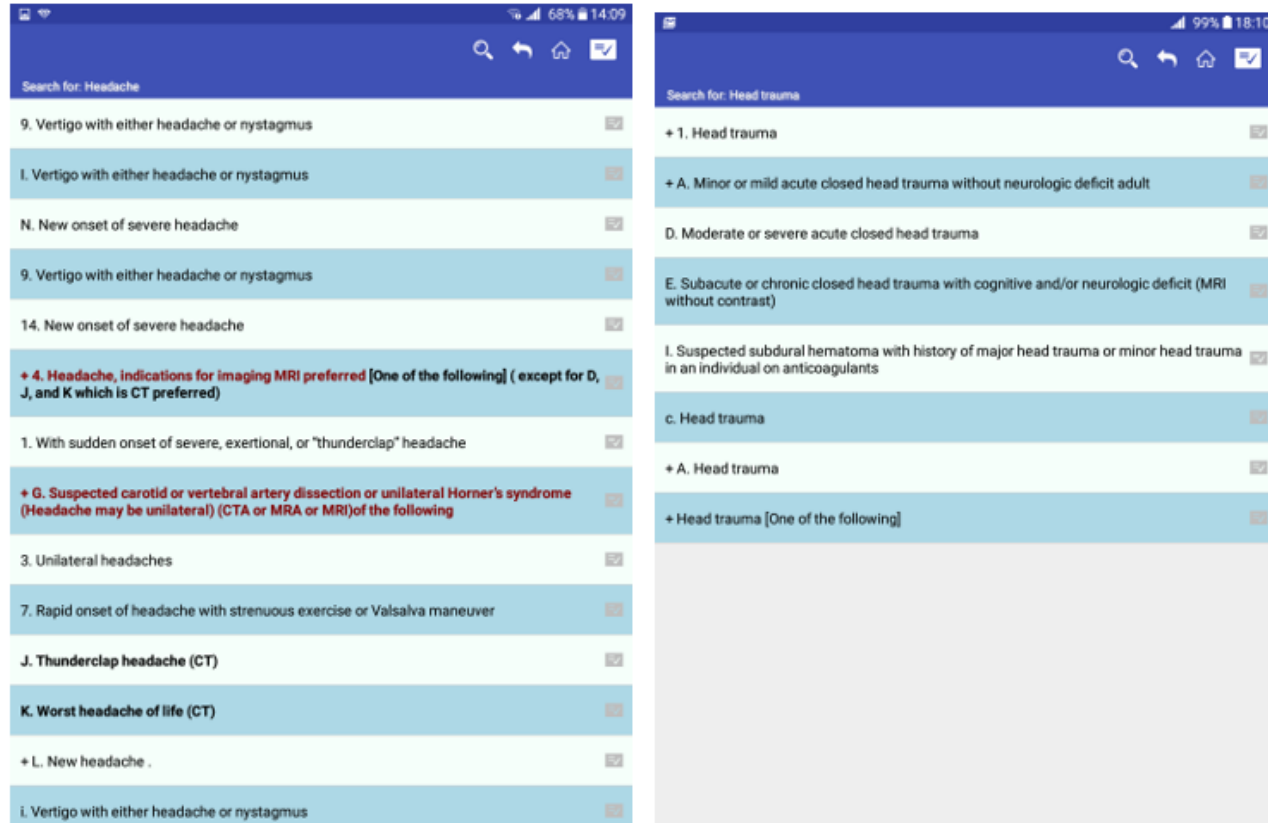 68% 14:09
Search for: Headache
9. Vertigo with either headache or nystagmus
I. Vertigo with either headache or nystagmus
N. New onset of severe headache
9. Vertigo with either headache or nystagmus
14. New onset of severe headache
+ 4. Headache, indications for imaging MRI preferred [One of the following] ( except for D,
J, and K which is CT preferred)
1. With sudden onset of severe, exertional, or "thunderclap" headache
+ G. Suspected carotid or vertebral artery dissection or unilateral Horner's syndrome
(Headache may be unilateral) (CTA or MRA or MRI)of the following
3. Unilateral headaches
7. Rapid onset of headache with strenuous exercise or Valsalva maneuver
J. Thunderclap headache (CT)
K. Worst headache of life (CT)
+ L. New headache .
i. Vertigo with either headache or nystagmus
99% 18:10
Search for: Head trauma
+ 1. Head trauma
+ A. Minor or mild acute closed head trauma without neurologic deficit adult
D. Moderate or severe acute closed head trauma
E. Subacute or chronic closed head trauma with cognitive and/or neurologic deficit (MRI
without contrast)
I. Suspected subdural hematoma with history of major head trauma or minor head trauma
in an individual on anticoagulants
c. Head trauma
+ A. Head trauma
+ Head trauma [One of the following]